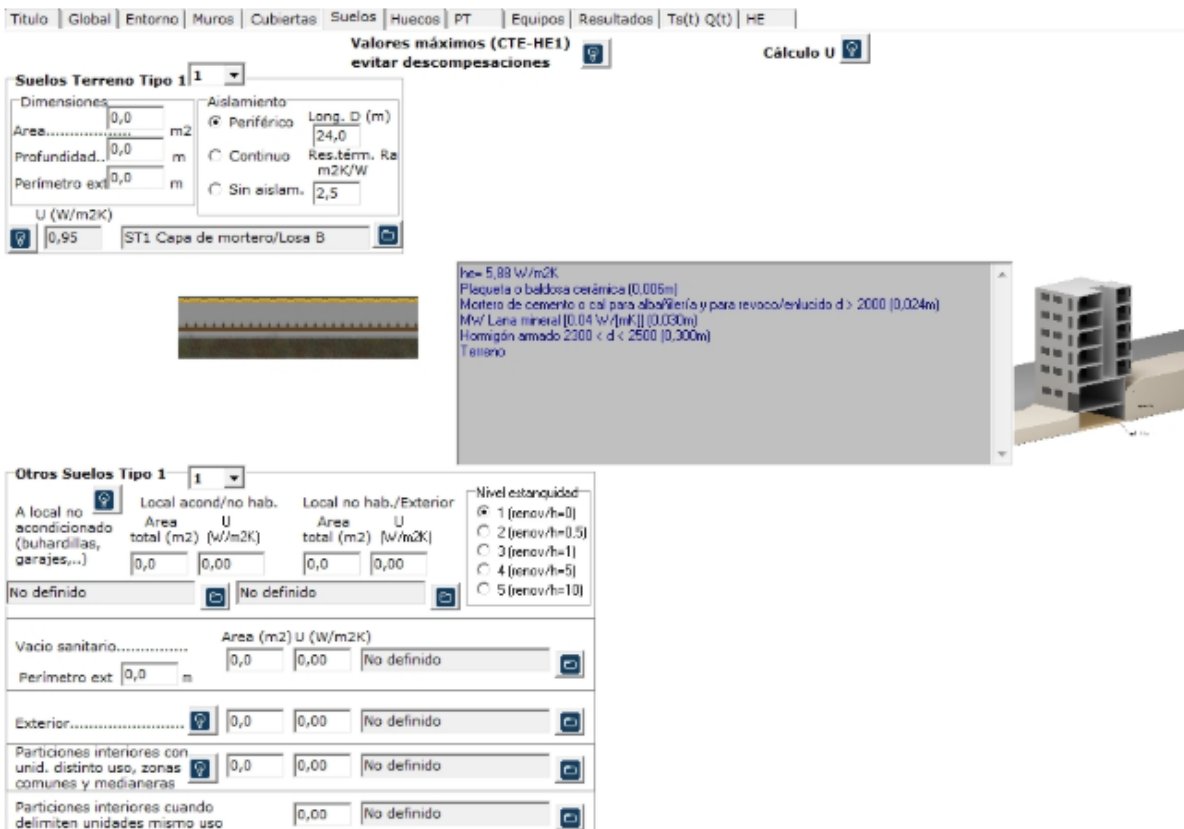 Titulo Global Entorno Muros Cubiertas Suelos Huecos PT Equipos Resultados Ts(t) Q(t) HE
Valores máximos (CTE-HE1)
evitar descompesaciones
Cálculo U
Suelos Terreno Tipo 1 1
Dimensiones
Area.................. 0,0 m2
Profundidad.. 0,0 m
Perímetro ext 0,0 m
Aislamiento
Periférico
Continuo
Sin aislam.
Long. D (m)
24,0
Res.térm. Ra
m2K/W
2,5
U (W/m2K)
0,95 ST1 Capa de mortero/Losa B
he= 5,88 W/m2K
Plaqueta o baldosa cerámica (0,006m)
Mortero de cemento o cal para albañilería y para revoco/enlucido d > 2000 (0,024m)
MW Lana mineral [0.04 W/[mK]] (0,030m)
Hormigón armado 2300 < d < 2500 (0,300m)
Terreno
Otros Suelos Tipo 1 1
A local no
acondicionado
(buhardillas,
garajes,..)
Local acond/no hab.
Area
total (m2)
U
(W/m2K)
0,0 0,00
Local no hab./Exterior
Area
total (m2)
U
(W/m2K)
0,0 0,00
Nivel estanquidad
1 (renov/h=0)
2 (renov/h=0.5)
3 (renov/h=1)
4 (renov/h=5)
5 (renov/h=10)
No definido No definido
Area (m2) U (W/m2K)
Vacio sanitario............... 0,0 0,00 No definido
Perímetro ext 0,0 m
Exterior........................ 0,0 0,00 No definido
Particiones interiores con
unid. distinto uso, zonas
comunes y medianeras
0,0 0,00 No definido
Particiones interiores cuando
delimiten unidades mismo uso
0,00 No definido